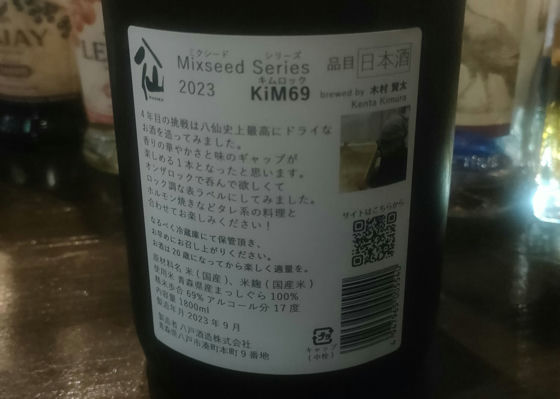 八仙
ミクシード シリーズ
Mixseed Series
品目 日本酒
2023
キムロック
KiM69
brewed by 木村 賢太
Kenta Kimura
4年目の挑戦は八仙史上最高にドライな
お酒を造ってみました。
香りの華やかさと味のギャップが
楽しめる1本となったと思います。
オンザロックで呑んで欲しくて
ロック調な表ラベルにしてみました。
ホルモン焼きなどタレ系の料理と
合わせてお楽しみください！
サイトはこちらから
なるべく冷蔵庫にて保管頂き、
お早めにお召し上がりください。
お酒は20歳になってから楽しく適量を。
原材料名 米(国産)、米麹(国産米)
使用米 青森県産まっしぐら 100%
精米歩合 69% アルコール分 17度
内容量 1800ml
製造年月 2023年9月
製造者 八戸酒造株式会社
青森県八戸市湊町本町9番地
キャップ
(中栓)
プラ